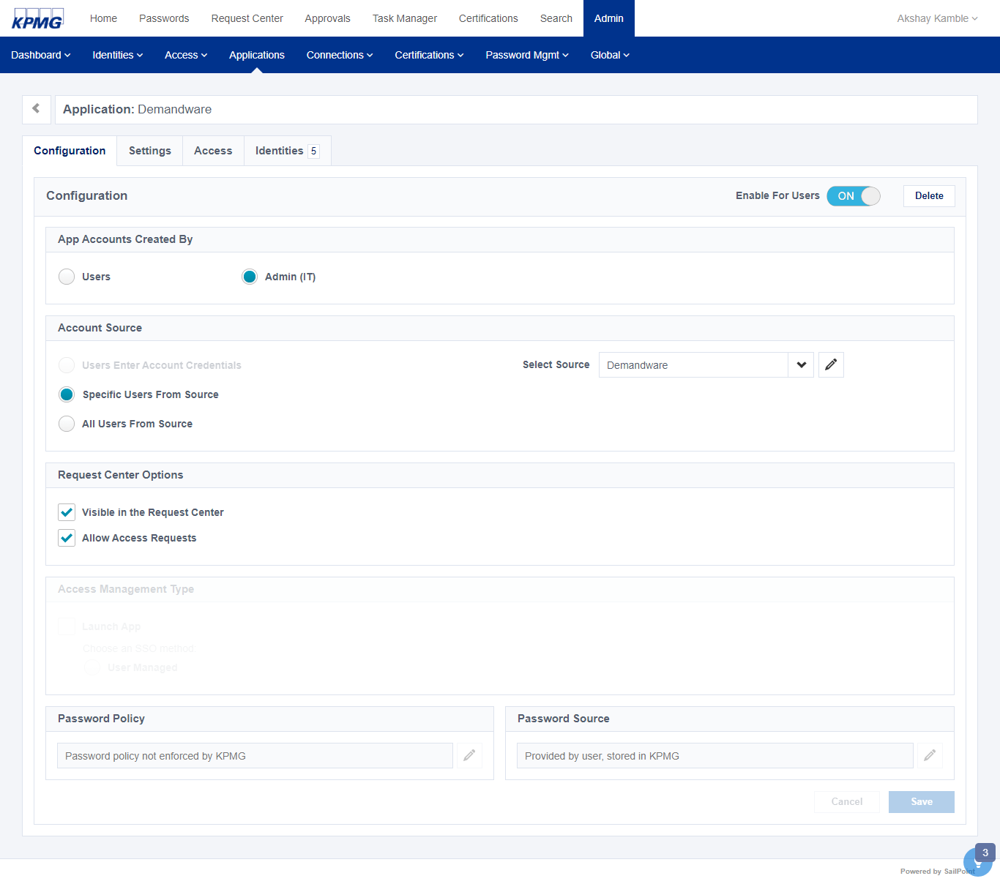 KPMG Home Passwords Request Center Approvals Task Manager Certifications Search Admin Akshay Kamble
Dashboard Identities Access Applications Connections Certifications Password Mgmt Global
Application: Demandware
Configuration Settings Access Identities 5
Configuration Enable For Users ON Delete
App Accounts Created By
Users Admin (IT)
Account Source
Users Enter Account Credentials Select Source Demandware
Specific Users From Source
All Users From Source
Request Center Options
Visible in the Request Center
Allow Access Requests
Access Management Type
Launch App
Choose an SSO method
User Managed
Password Policy Password Source
Password policy not enforced by KPMG Provided by user, stored in KPMG
Cancel Save
3
Powered by SailPoint